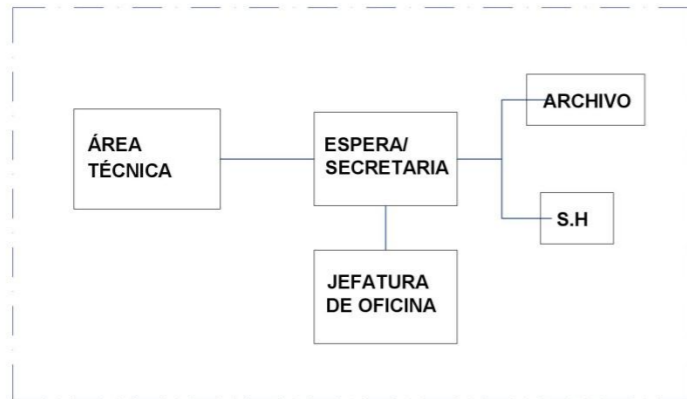 ÁREA
TÉCNICA
ESPERA/
SECRETARIA
ARCHIVO
S.H
JEFATURA
DE OFICINA